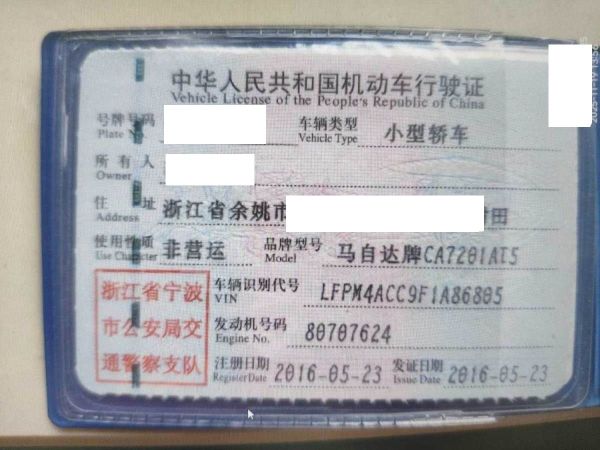 中华人民共和国机动车行驶证
Vehicle License of the People's Republic of China
号牌号码
Plate No.
车辆类型 小型轿车
Vehicle Type
所有人
Owner
住址 浙江省余姚市
Address
使用性质 非营运 品牌型号 马自达牌CA7201AT5
Use Character Model
浙江省宁波
市公安局交
通警察支队
车辆识别代号 LFPM4ACC9F1A86805
VIN
发动机号码 80707624
Engine No.
注册日期 2016-05-23 发证日期 2016-05-23
Register Date Issue Date